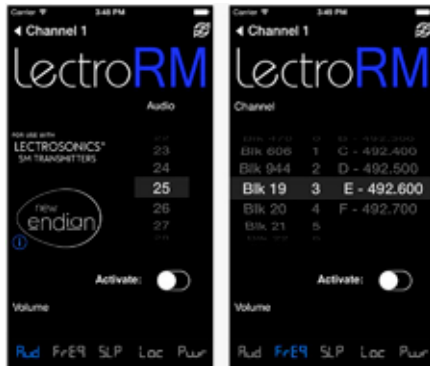 Carrier 3:48 PM
Channel 1
LectroRM
Audio
FOR USE WITH
LECTROSONICS
SM TRANSMITTERS
23
24
25
26
27
new
endian
Activate:
Volume
Aud FrEq SLP Loc Pwr
Carrier 3:48 PM
Channel 1
LectroRM
Channel
Blk 606 1 C - 492.400
Blk 944 2 D - 492.500
Blk 19 3 E - 492.600
Blk 20 4 F - 492.700
Blk 21 5
Activate:
Volume
Aud FrEq SLP Loc Pwr